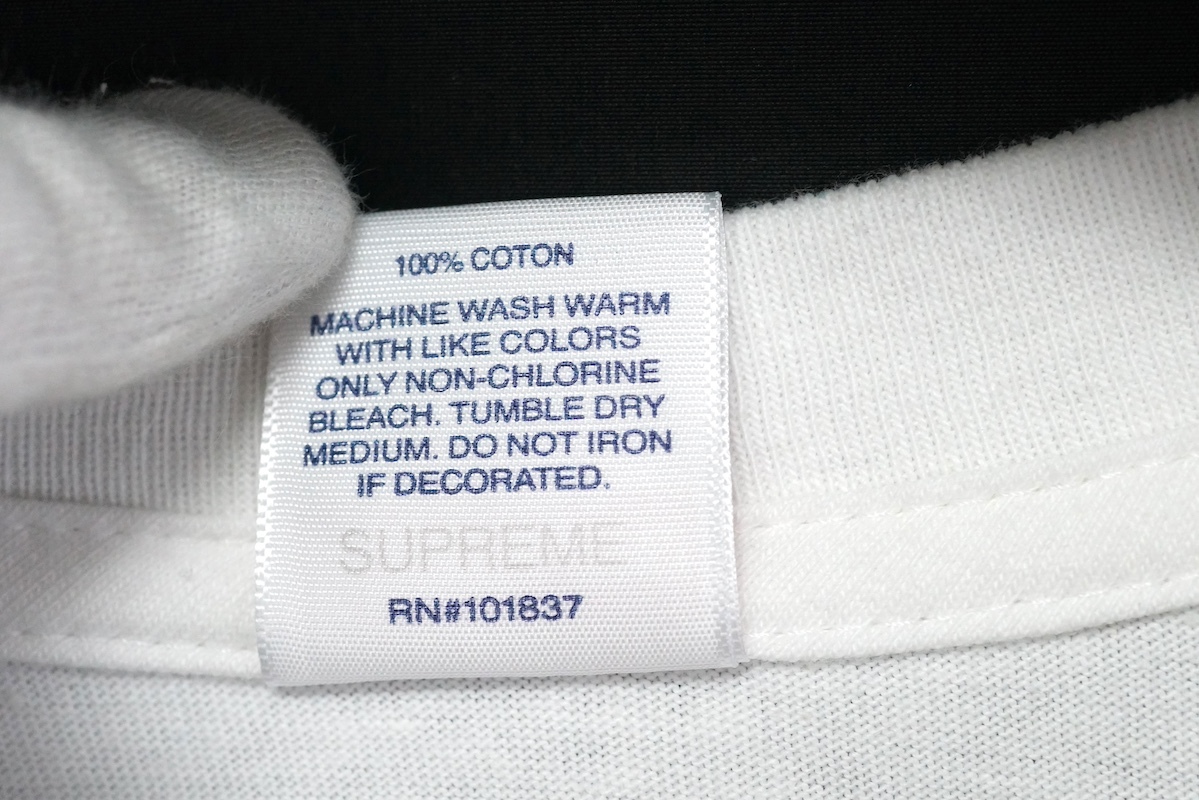 100% COTON
MACHINE WASH WARM
WITH LIKE COLORS
ONLY NON-CHLORINE
BLEACH. TUMBLE DRY
MEDIUM. DO NOT IRON
IF DECORATED.
SUPREME
RN#101837